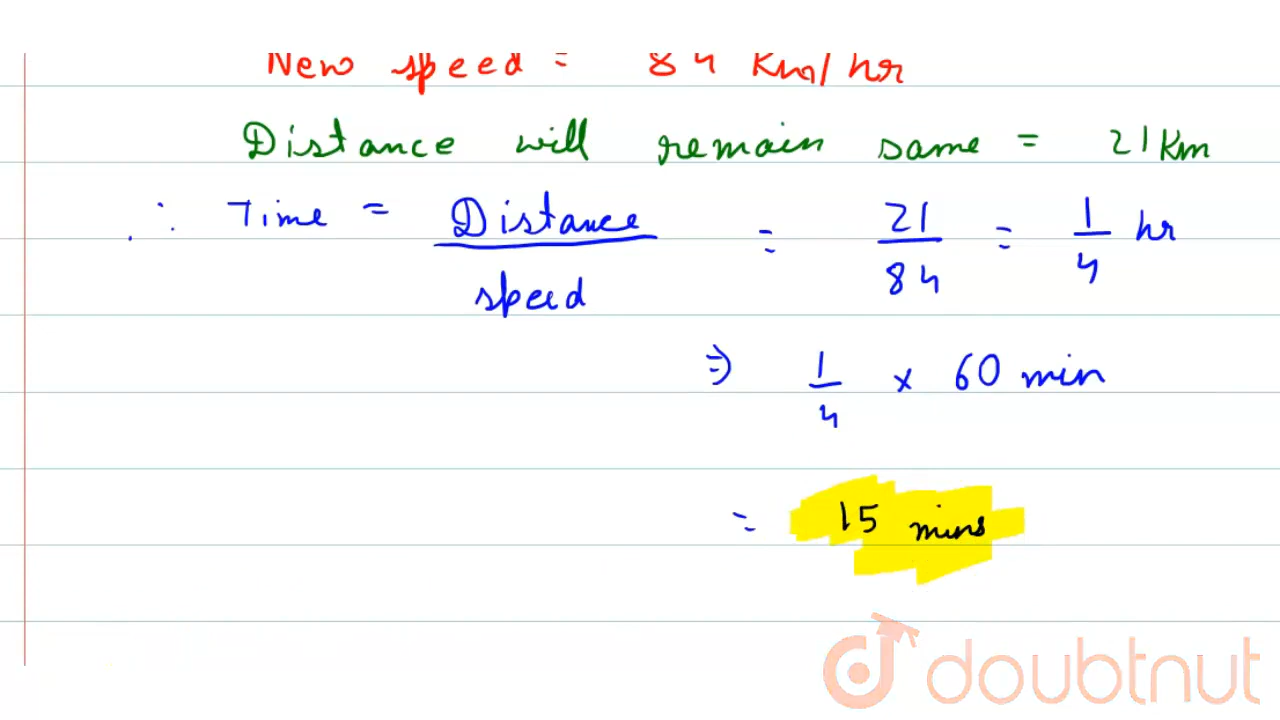 New speed = 84 Km/hr
Distance will remain same = 21 Km
∴ Time = Distance/speed = 21/84 = 1/4 hr
⇒ 1/4 × 60 min
= 15 mins
doubtnut